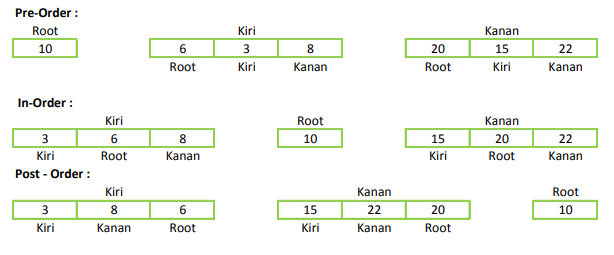 Pre-Order :
Root Kiri Kanan
10 6 3 8 20 15 22
Root Kiri Kanan Root Kiri Kanan
In-Order :
Kiri Root Kanan
3 6 8 10 15 20 22
Kiri Root Kanan Kiri Root Kanan
Post - Order :
Kiri Kanan Root
3 8 6 15 22 20 10
Kiri Kanan Root Kiri Kanan Root